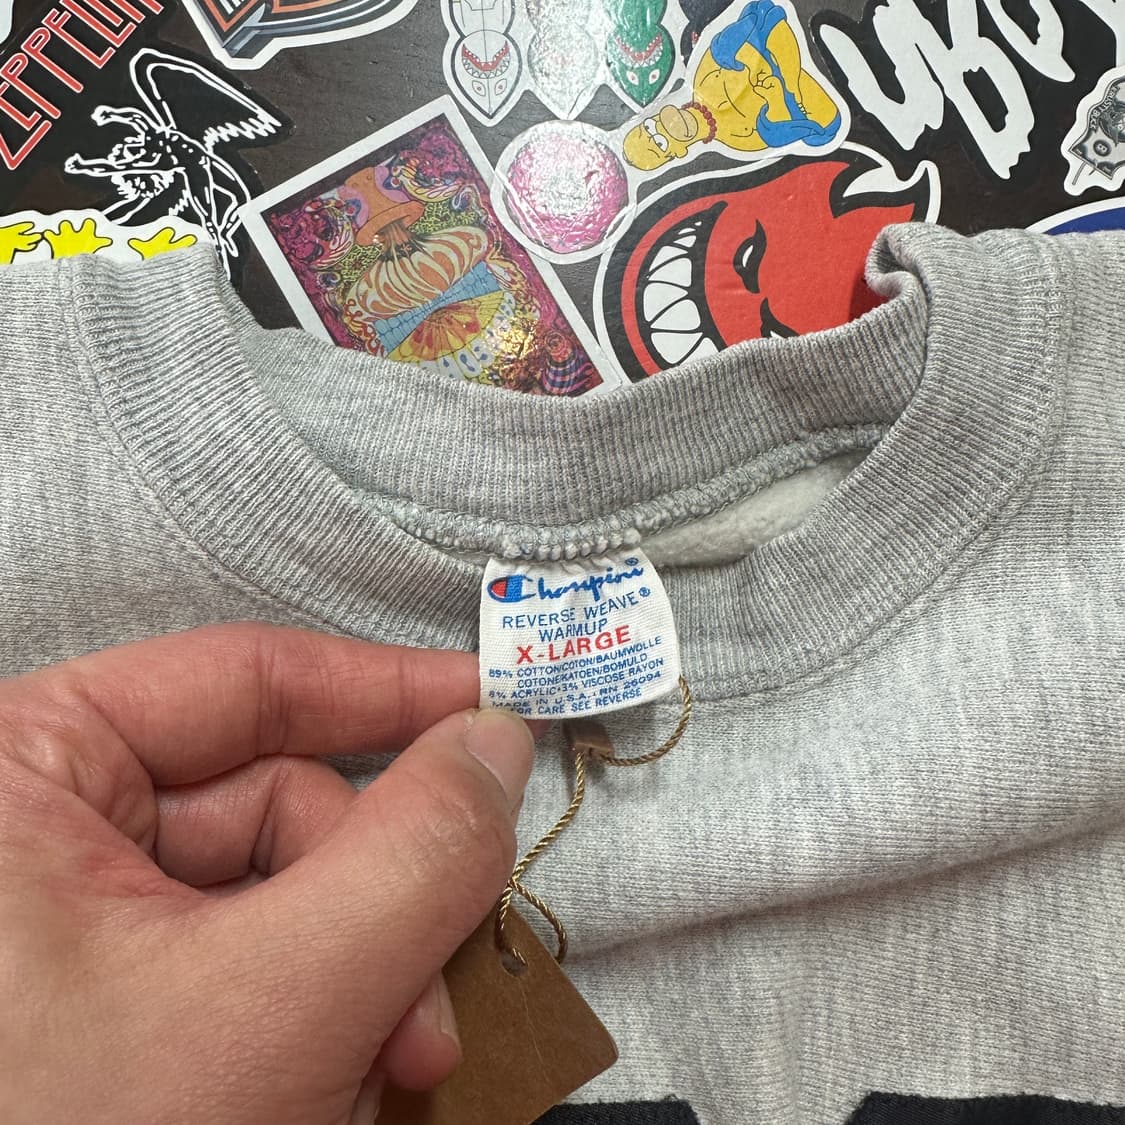 ZEPPELIN
Champion®
REVERSE WEAVE®
WARMUP
X-LARGE
89% COTTON/COTON/BAUMWOLLE
COTONE/KATOEN/BOMULD
8% ACRYLIC•3% VISCOSE RAYON
MADE IN U.S.A.•RN 26094
FOR CARE SEE REVERSE